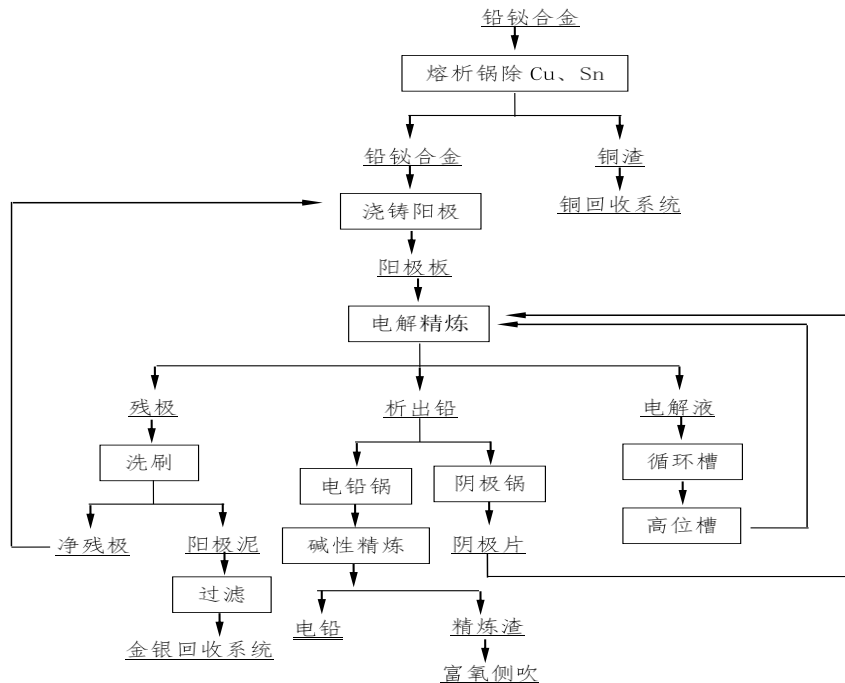 铅铋合金
熔析锅除 Cu、Sn
铅铋合金
铜渣
浇铸阳极
铜回收系统
阳极板
电解精炼
残极
析出铅
电解液
洗刷
电铅锅
阴极锅
循环槽
高位槽
净残极
阳极泥
碱性精炼
阴极片
过滤
电铅
精炼渣
金银回收系统
富氧侧吹